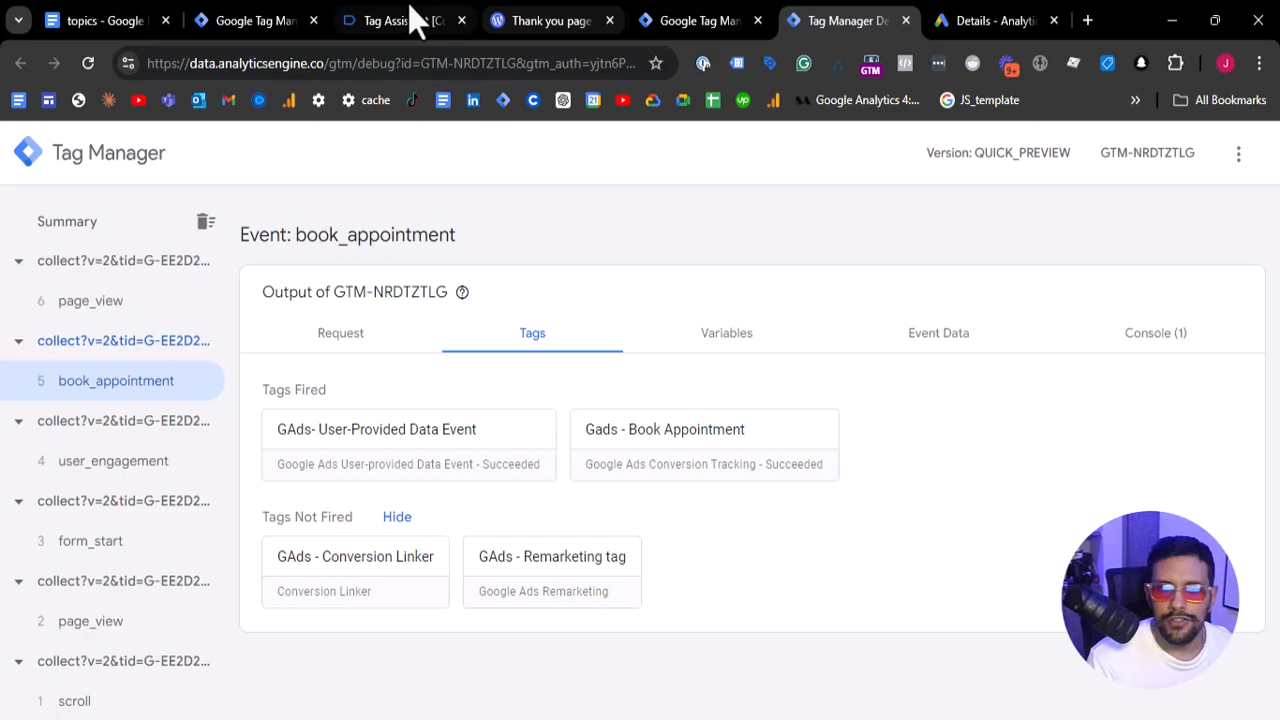 topics - Google
Google Tag Man
Tag Assis
[Co
Thank you page
Google Tag Man
Tag Manager De
Details - Analytic
https://data.analyticsengine.co/gtm/debug?id=GTM-NRDTZTLG&gtm_auth=yjtn6P...
GTM
9+
J
cache
UP
Google Analytics 4:...
JS_template
All Bookmarks
Tag Manager
Version: QUICK_PREVIEW
GTM-NRDTZTLG
Summary
collect?v=2&tid=G-EE2D2...
6 page_view
collect?v=2&tid=G-EE2D2...
5 book_appointment
collect?v=2&tid=G-EE2D2...
4 user_engagement
collect?v=2&tid=G-EE2D2...
3 form_start
collect?v=2&tid=G-EE2D2...
2 page_view
collect?v=2&tid=G-EE2D2...
1 scroll
Event: book_appointment
Output of GTM-NRDTZTLG
Request
Tags
Variables
Event Data
Console (1)
Tags Fired
GAds- User-Provided Data Event
Google Ads User-provided Data Event - Succeeded
Gads - Book Appointment
Google Ads Conversion Tracking - Succeeded
Tags Not Fired Hide
GAds - Conversion Linker
Conversion Linker
GAds - Remarketing tag
Google Ads Remarketing